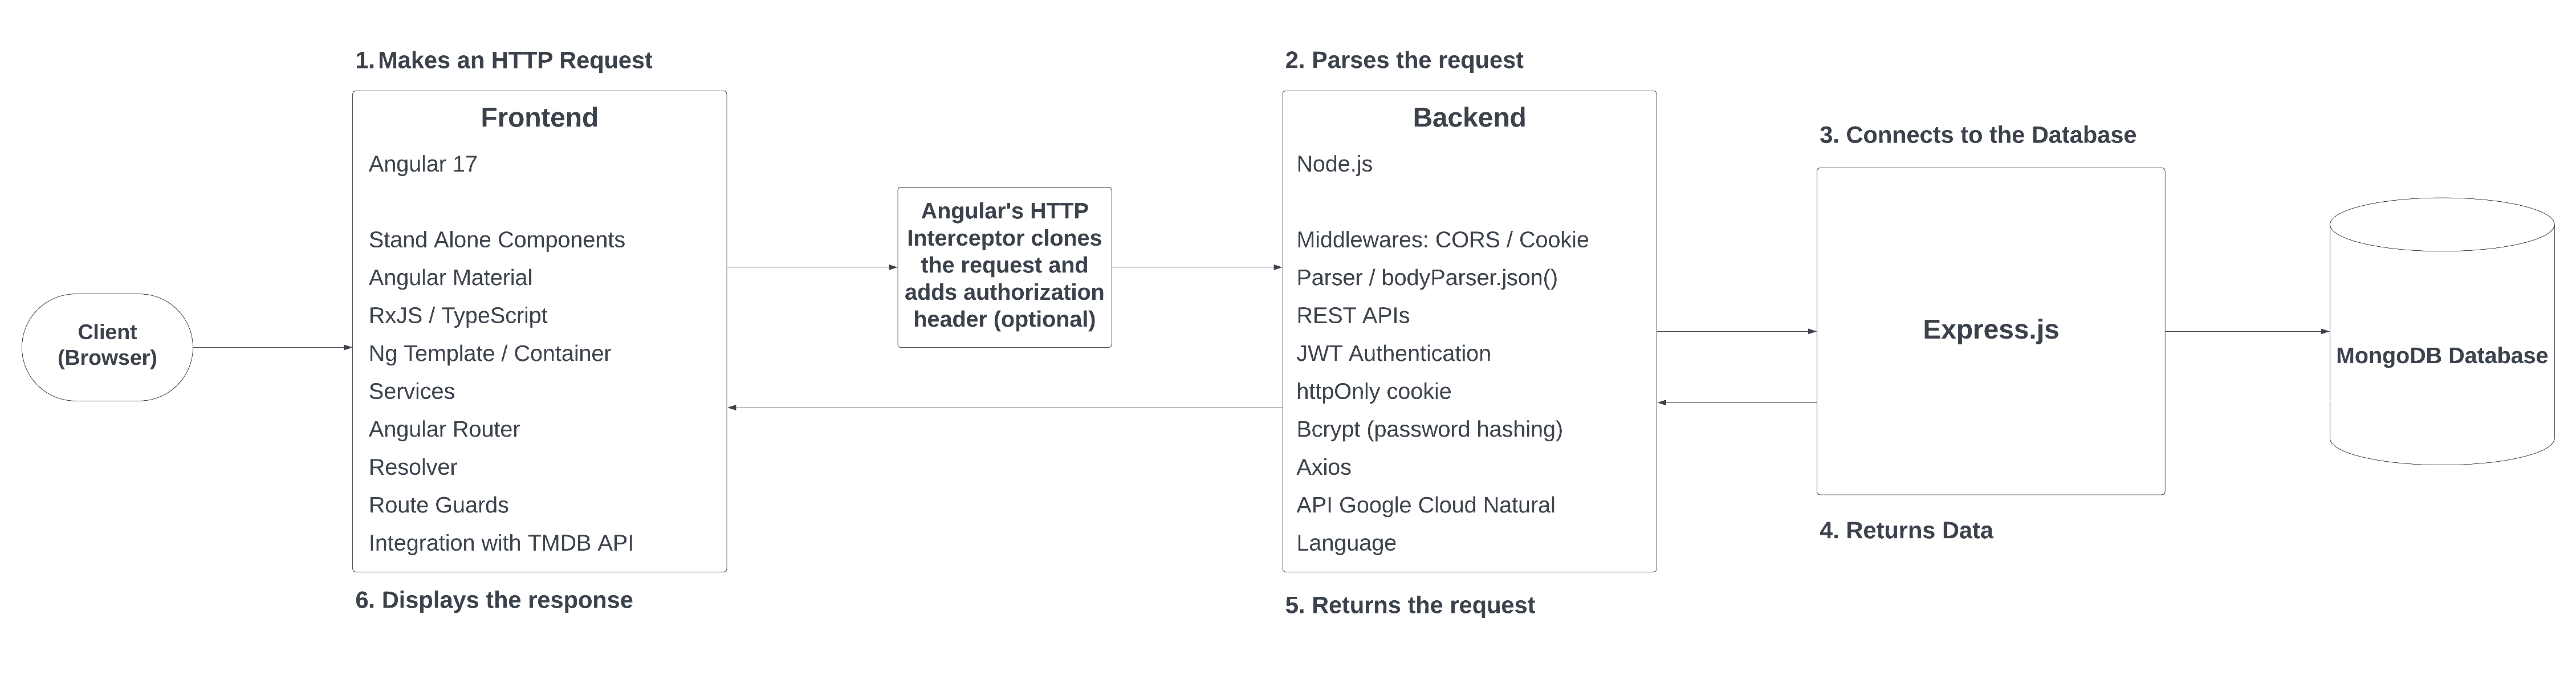 Client
(Browser)
1. Makes an HTTP Request
Frontend
Angular 17
Stand Alone Components
Angular Material
RxJS / TypeScript
Ng Template / Container
Services
Angular Router
Resolver
Route Guards
Integration with TMDB API
6. Displays the response
Angular's HTTP
Interceptor clones
the request and
adds authorization
header (optional)
2. Parses the request
Backend
Node.js
Middlewares: CORS / Cookie
Parser / bodyParser.json()
REST APIs
JWT Authentication
httpOnly cookie
Bcrypt (password hashing)
Axios
API Google Cloud Natural
Language
5. Returns the request
3. Connects to the Database
Express.js
4. Returns Data
MongoDB Database